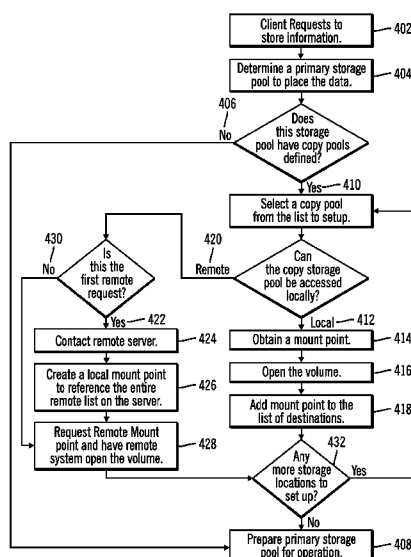 Client Requests to
store information.
402
Determine a primary storage
pool to place the data.
404
406
No
Does
this storage
pool have copy pools
defined?
Yes
410
Select a copy pool
from the list to setup.
430
No
Is
this the
first remote
request?
420
Remote
Can
the copy storage
pool be accessed
locally?
Yes
422
Local
412
Contact remote server.
424
Obtain a mount point.
414
Create a local mount point
to reference the entire
remote list on the server.
426
Open the volume.
416
Add mount point to the
list of destinations.
418
Request Remote Mount
point and have remote
system open the volume.
428
432
Any
more storage
locations to
set up?
Yes
No
Prepare primary storage
pool for operation.
408